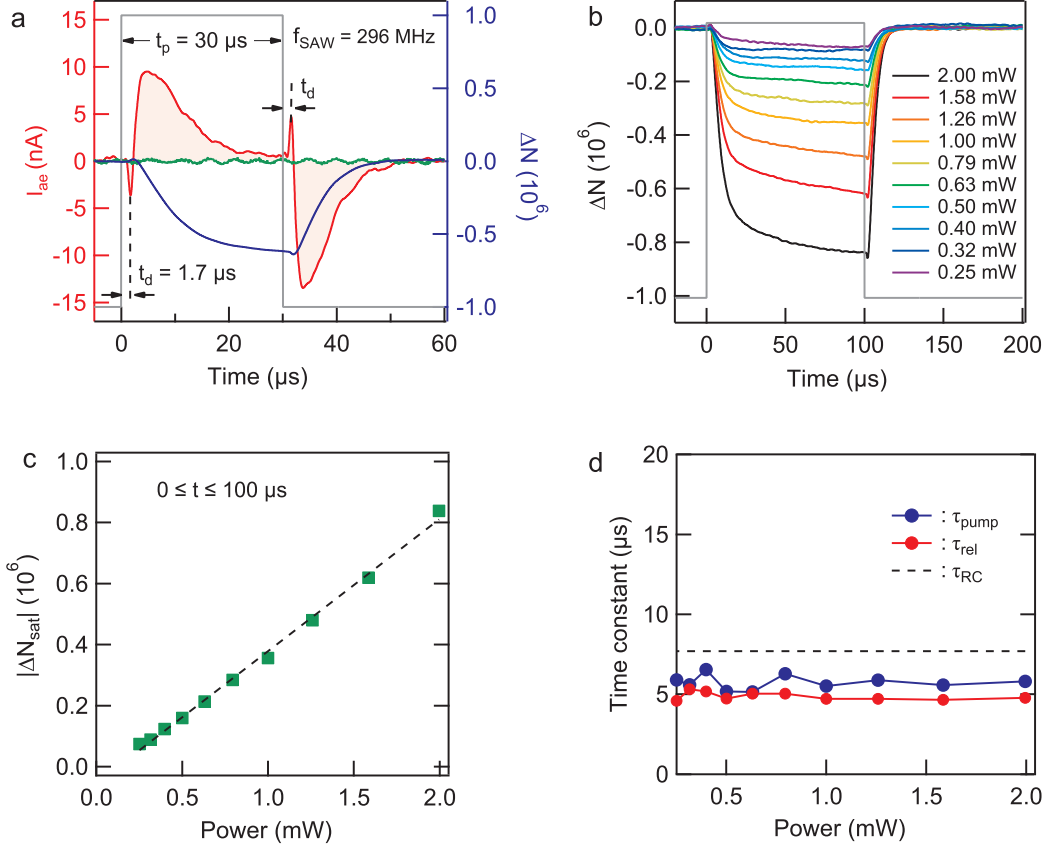 a
t_p = 30 µs
f_SAW = 296 MHz
t_d
t_d = 1.7 µs
I_ae (nA)
15
10
5
0
-5
-10
-15
1.0
0.5
0.0
-0.5
-1.0
ΔN (10^6)
0
20
40
60
Time (µs)
b
ΔN (10^6)
0.0
-0.2
-0.4
-0.6
-0.8
-1.0
2.00 mW
1.58 mW
1.26 mW
1.00 mW
0.79 mW
0.63 mW
0.50 mW
0.40 mW
0.32 mW
0.25 mW
0
50
100
150
200
Time (µs)
c
0 ≤ t ≤ 100 µs
|ΔN_sat| (10^6)
1.0
0.8
0.6
0.4
0.2
0.0
0.0
0.5
1.0
1.5
2.0
Power (mW)
d
Time constant (µs)
20
15
10
5
0
: τ_pump
: τ_rel
: τ_RC
0.5
1.0
1.5
2.0
Power (mW)